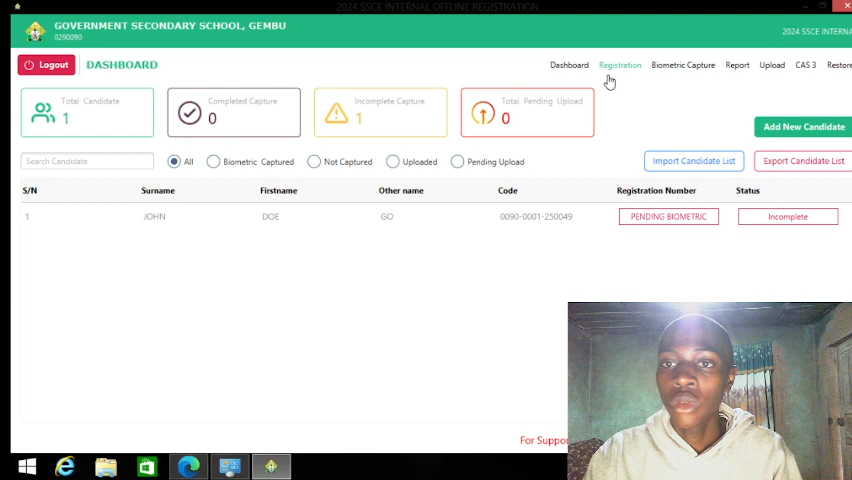 2024 SSCE INTERNAL OFFLINE REGISTRATION
GOVERNMENT SECONDARY SCHOOL, GEMBU
0290090
2024 SSCE INTERNA
Logout
DASHBOARD
Dashboard Registration Biometric Capture Report Upload CAS 3 Restore
Total Candidate
1
Completed Capture
0
Incomplete Capture
1
Total Pending Upload
0
Add New Candidate
Search Candidate
All Biometric Captured Not Captured Uploaded Pending Upload
Import Candidate List
Export Candidate List
S/N Surname Firstname Other name Code Registration Number Status
1 JOHN DOE GO 0090-0001-250049 PENDING BIOMETRIC Incomplete
For Suppo